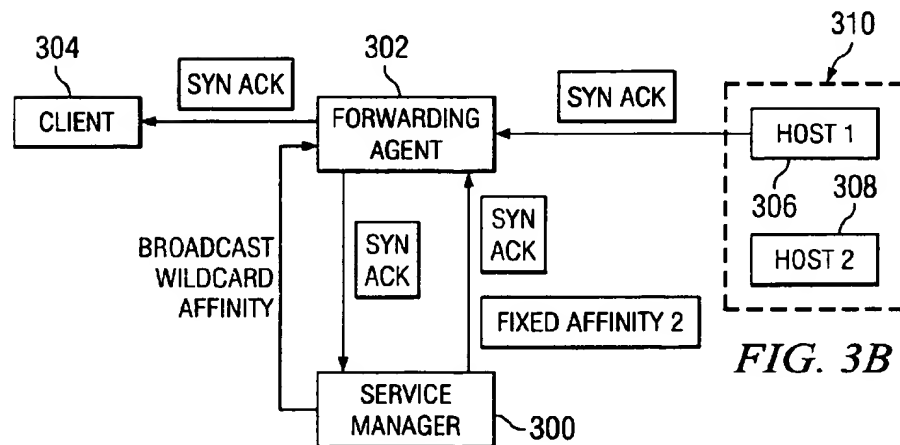 304
302
310
SYN ACK
SYN ACK
CLIENT
FORWARDING
AGENT
HOST 1
306
308
HOST 2
BROADCAST
WILDCARD
AFFINITY
SYN
ACK
SYN
ACK
FIXED AFFINITY 2
FIG. 3B
SERVICE
MANAGER
300